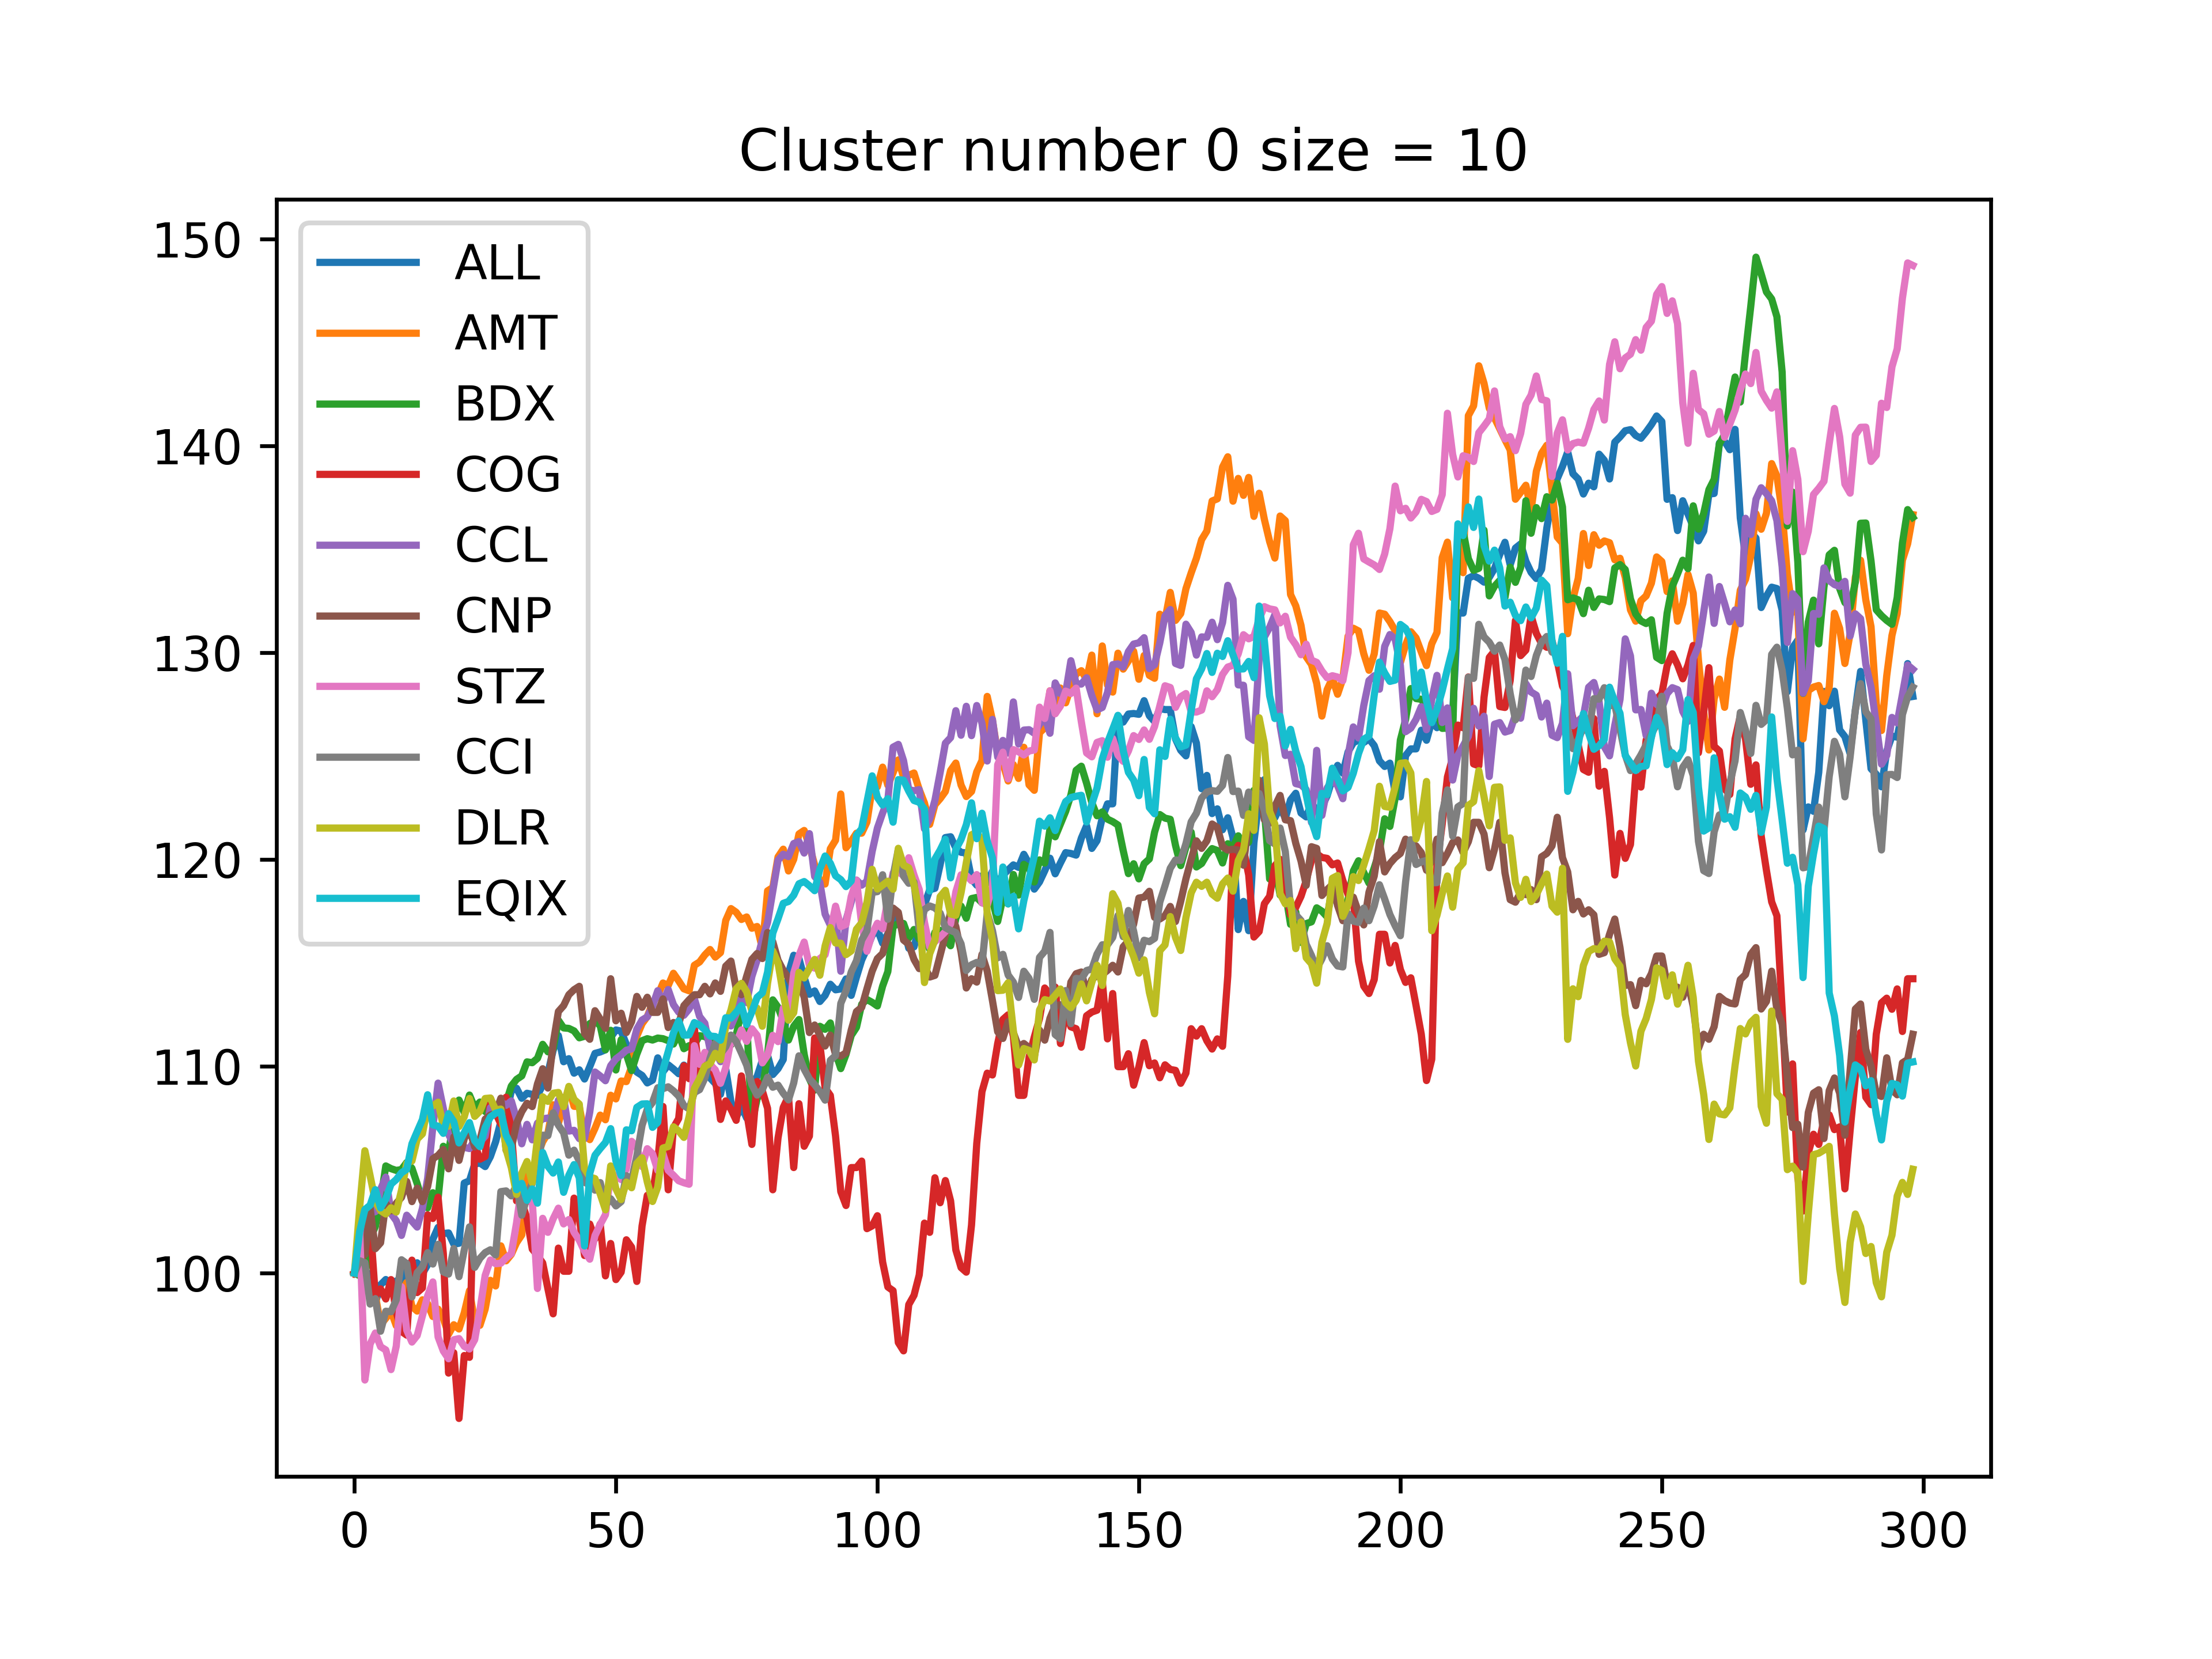 Cluster number 0 size = 10
150
140
130
120
110
100
ALL
AMT
BDX
COG
CCL
CNP
STZ
CCI
DLR
EQIX
0 50 100 150 200 250 300